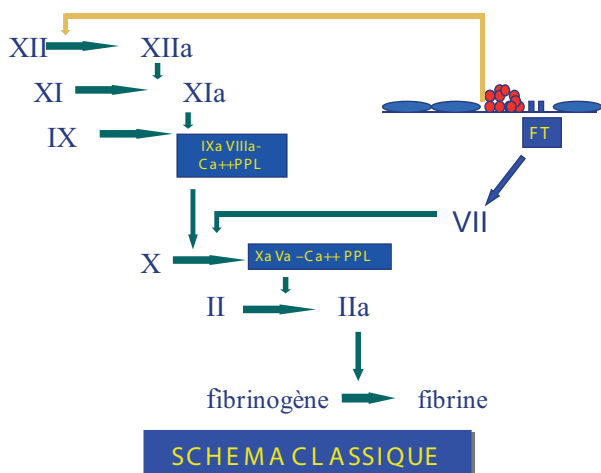 XII XIIa
XI XIa
IX
IXa VIIIa-
Ca++PPL
FT
VII
X
Xa Va –Ca++ PPL
II IIa
fibrinogène fibrine
SCHEMA CLASSIQUE